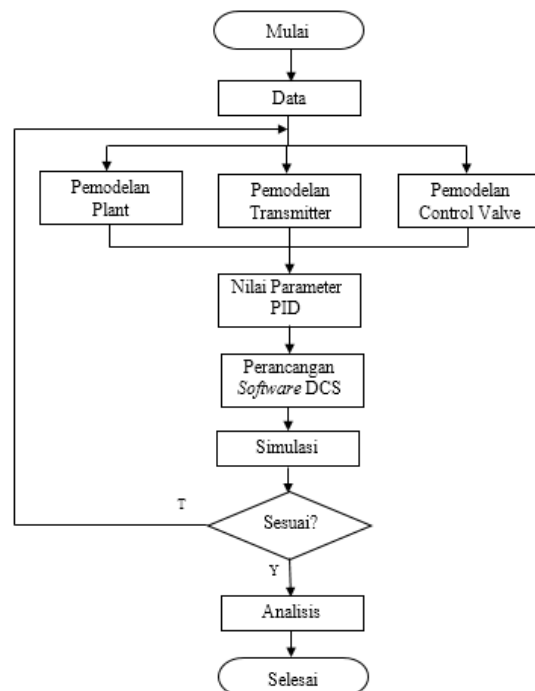 Mulai
Data
Pemodelan
Plant
Pemodelan
Transmitter
Pemodelan
Control Valve
Nilai Parameter
PID
Perancangan
Software DCS
Simulasi
T
Sesuai?
Y
Analisis
Selesai